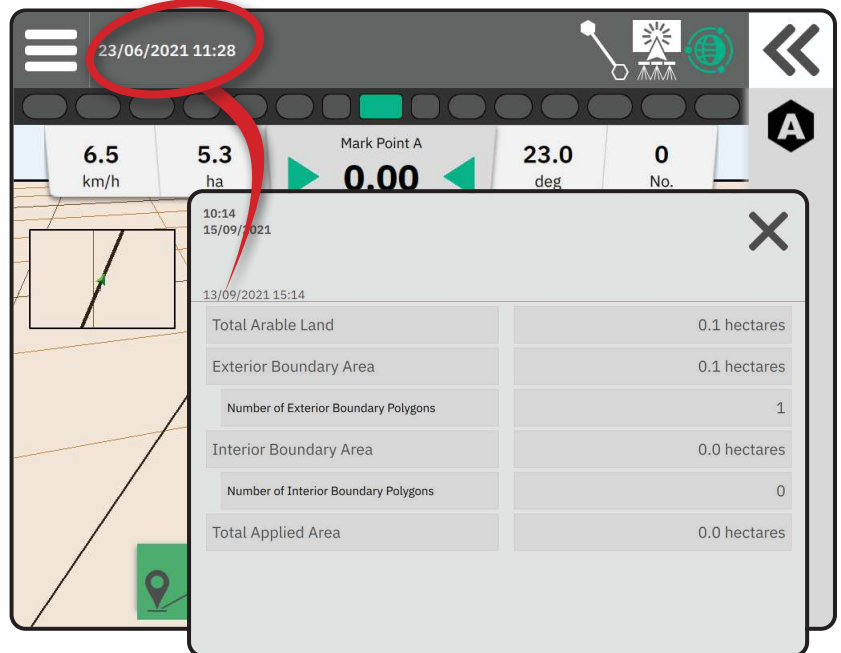 23/06/2021 11:28
A
Mark Point A
6.5 5.3 0.00 23.0 0
km/h ha deg No.
10:14
15/09/2021
13/09/2021 15:14
Total Arable Land 0.1 hectares
Exterior Boundary Area 0.1 hectares
Number of Exterior Boundary Polygons 1
Interior Boundary Area 0.0 hectares
Number of Interior Boundary Polygons 0
Total Applied Area 0.0 hectares